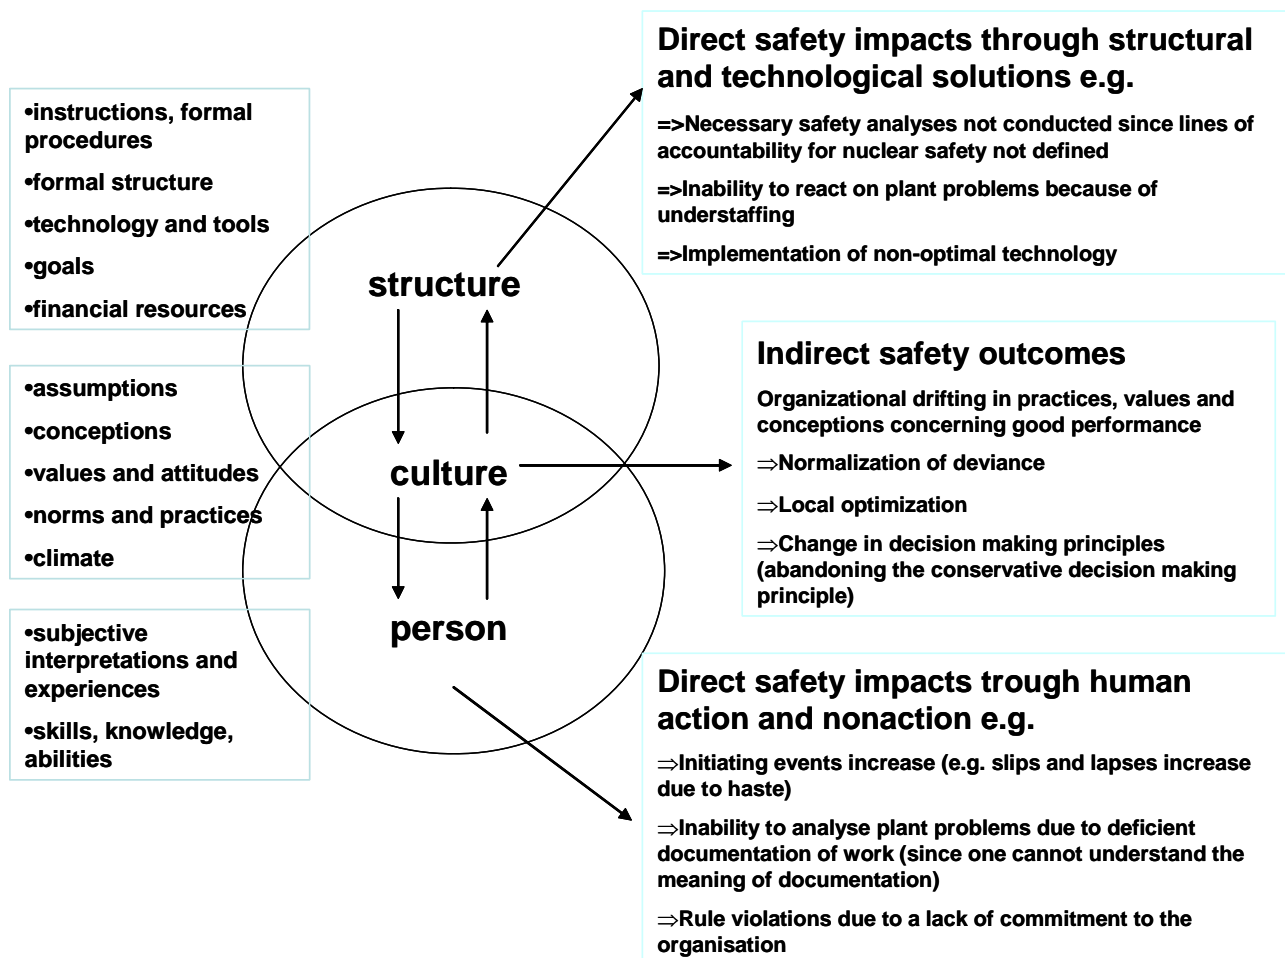 •instructions, formal
procedures
•formal structure
•technology and tools
•goals
•financial resources
•assumptions
•conceptions
•values and attitudes
•norms and practices
•climate
•subjective
interpretations and
experiences
•skills, knowledge,
abilities
structure
culture
person
Direct safety impacts through structural
and technological solutions e.g.
=>Necessary safety analyses not conducted since lines of
accountability for nuclear safety not defined
=>Inability to react on plant problems because of
understaffing
=>Implementation of non-optimal technology
Indirect safety outcomes
Organizational drifting in practices, values and
conceptions concerning good performance
⇒Normalization of deviance
⇒Local optimization
⇒Change in decision making principles
(abandoning the conservative decision making
principle)
Direct safety impacts trough human
action and nonaction e.g.
⇒Initiating events increase (e.g. slips and lapses increase
due to haste)
⇒Inability to analyse plant problems due to deficient
documentation of work (since one cannot understand the
meaning of documentation)
⇒Rule violations due to a lack of commitment to the
organisation